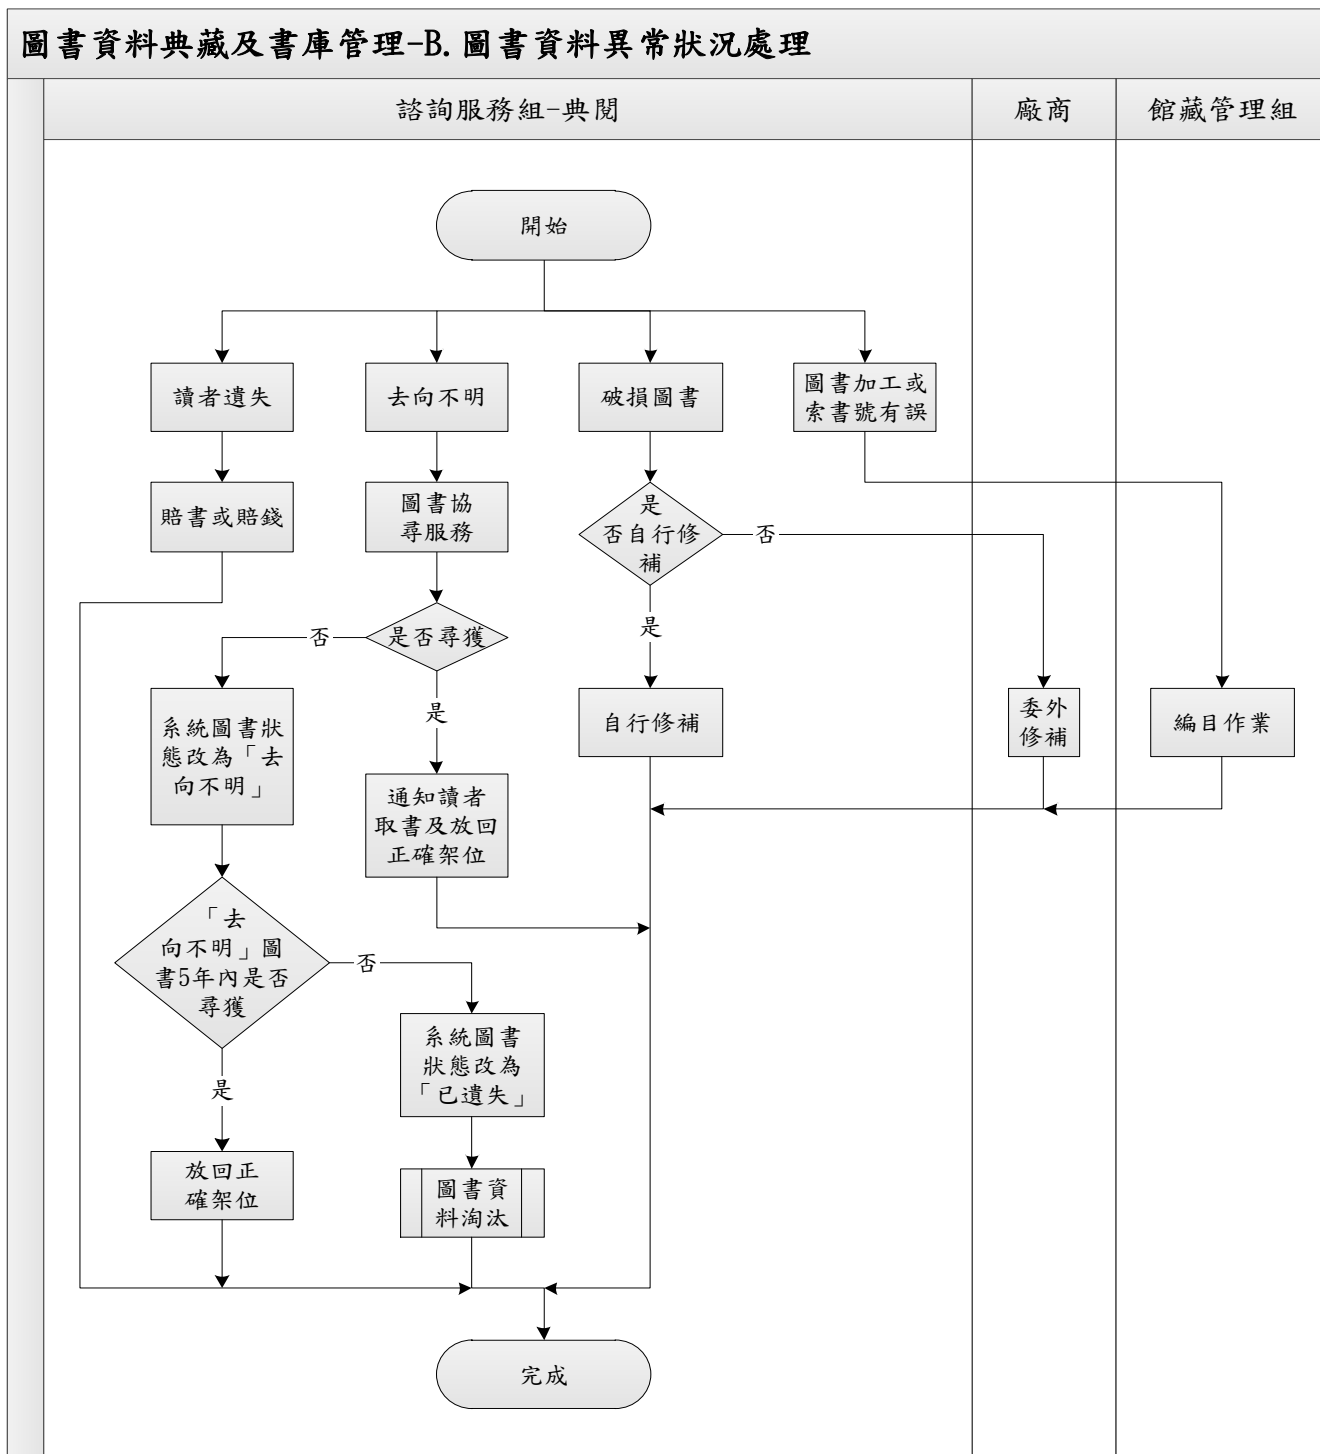 圖書資料典藏及書庫管理-B.圖書資料異常狀況處理
諮詢服務組-典閱
廠商
館藏管理組
開始
讀者遺失
去向不明
破損圖書
圖書加工或
索書號有誤
賠書或賠錢
圖書協
尋服務
是
否自行修
補
否
是
是否尋獲
否
是
系統圖書狀
態改為「去
向不明」
自行修補
委外
修補
編目作業
通知讀者
取書及放回
正確架位
「去
向不明」圖
書5年內是否
尋獲
否
是
系統圖書
狀態改為
「已遺失」
放回正
確架位
圖書資
料淘汰
完成